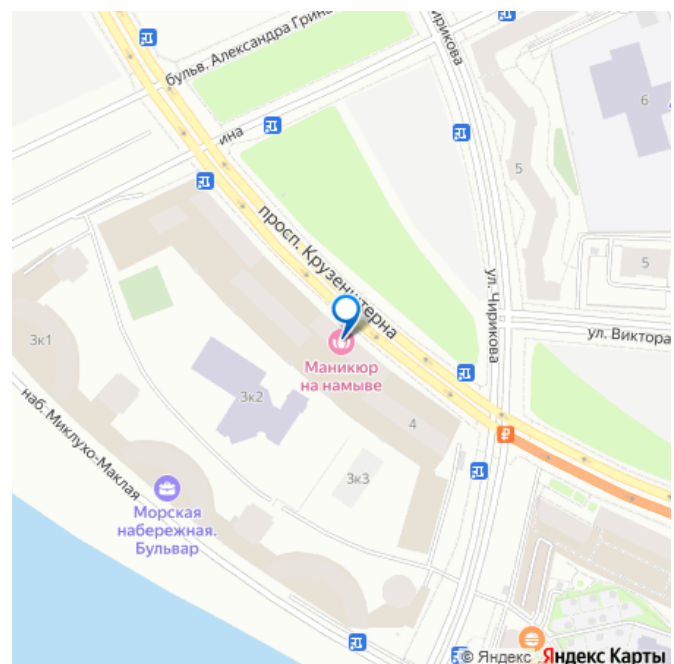 бульв. Александра Грина
ина
Чирикова
6
5
просп. Крузенштерна
5
ул. Чирикова
ул. Виктора
3к1
Маникюр
на намыве
3к2
4
наб. Миклухо-Маклая
3к3
Морская
набережная.
Бульвар
© Яндекс Яндекс Карты